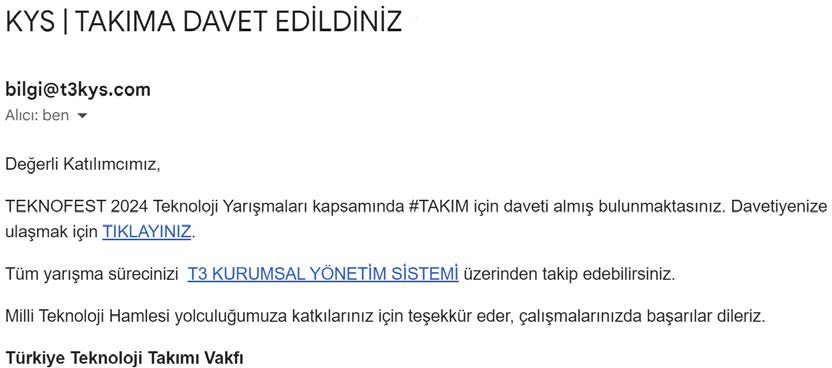 KYS | TAKIMA DAVET EDİLDİNİZ
bilgi@t3kys.com
Alıcı: ben
Değerli Katılımcımız,
TEKNOFEST 2024 Teknoloji Yarışmaları kapsamında #TAKIM için daveti almış bulunmaktasınız. Davetiyenize
ulaşmak için TIKLAYINIZ.
Tüm yarışma sürecinizi T3 KURUMSAL YÖNETİM SİSTEMİ üzerinden takip edebilirsiniz.
Milli Teknoloji Hamlesi yolculuğumuza katkılarınız için teşekkür eder, çalışmalarınızda başarılar dileriz.
Türkiye Teknoloji Takımı Vakfı